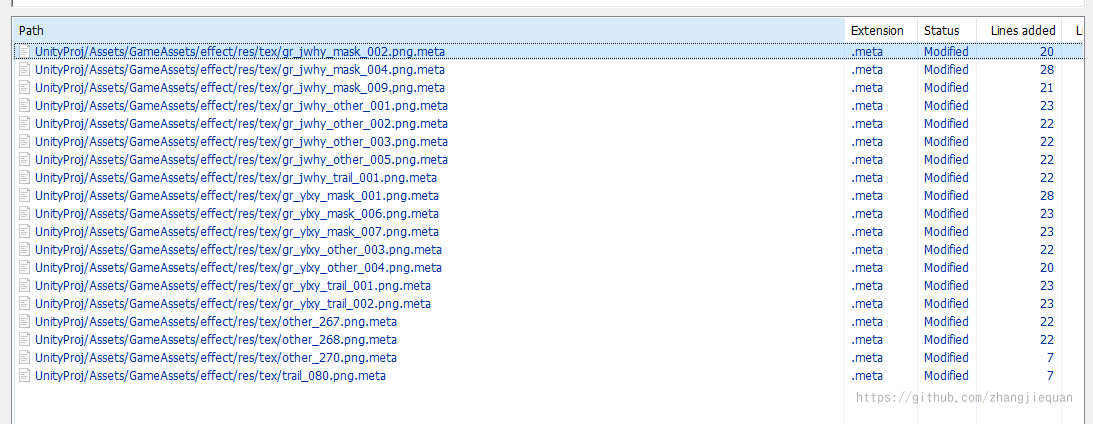 Path Extension Status Lines added
UnityProj/Assets/GameAssets/effect/res/tex/gr_jwhy_mask_002.png.meta .meta Modified 20
UnityProj/Assets/GameAssets/effect/res/tex/gr_jwhy_mask_004.png.meta .meta Modified 28
UnityProj/Assets/GameAssets/effect/res/tex/gr_jwhy_mask_009.png.meta .meta Modified 21
UnityProj/Assets/GameAssets/effect/res/tex/gr_jwhy_other_001.png.meta .meta Modified 23
UnityProj/Assets/GameAssets/effect/res/tex/gr_jwhy_other_002.png.meta .meta Modified 22
UnityProj/Assets/GameAssets/effect/res/tex/gr_jwhy_other_003.png.meta .meta Modified 22
UnityProj/Assets/GameAssets/effect/res/tex/gr_jwhy_other_005.png.meta .meta Modified 22
UnityProj/Assets/GameAssets/effect/res/tex/gr_jwhy_trail_001.png.meta .meta Modified 22
UnityProj/Assets/GameAssets/effect/res/tex/gr_ylxy_mask_001.png.meta .meta Modified 28
UnityProj/Assets/GameAssets/effect/res/tex/gr_ylxy_mask_006.png.meta .meta Modified 23
UnityProj/Assets/GameAssets/effect/res/tex/gr_ylxy_mask_007.png.meta .meta Modified 23
UnityProj/Assets/GameAssets/effect/res/tex/gr_ylxy_other_003.png.meta .meta Modified 22
UnityProj/Assets/GameAssets/effect/res/tex/gr_ylxy_other_004.png.meta .meta Modified 20
UnityProj/Assets/GameAssets/effect/res/tex/gr_ylxy_trail_001.png.meta .meta Modified 23
UnityProj/Assets/GameAssets/effect/res/tex/gr_ylxy_trail_002.png.meta .meta Modified 23
UnityProj/Assets/GameAssets/effect/res/tex/other_267.png.meta .meta Modified 22
UnityProj/Assets/GameAssets/effect/res/tex/other_268.png.meta .meta Modified 22
UnityProj/Assets/GameAssets/effect/res/tex/other_270.png.meta .meta Modified 7
UnityProj/Assets/GameAssets/effect/res/tex/trail_080.png.meta .meta Modified 7
https://github.com/zhangjiequan